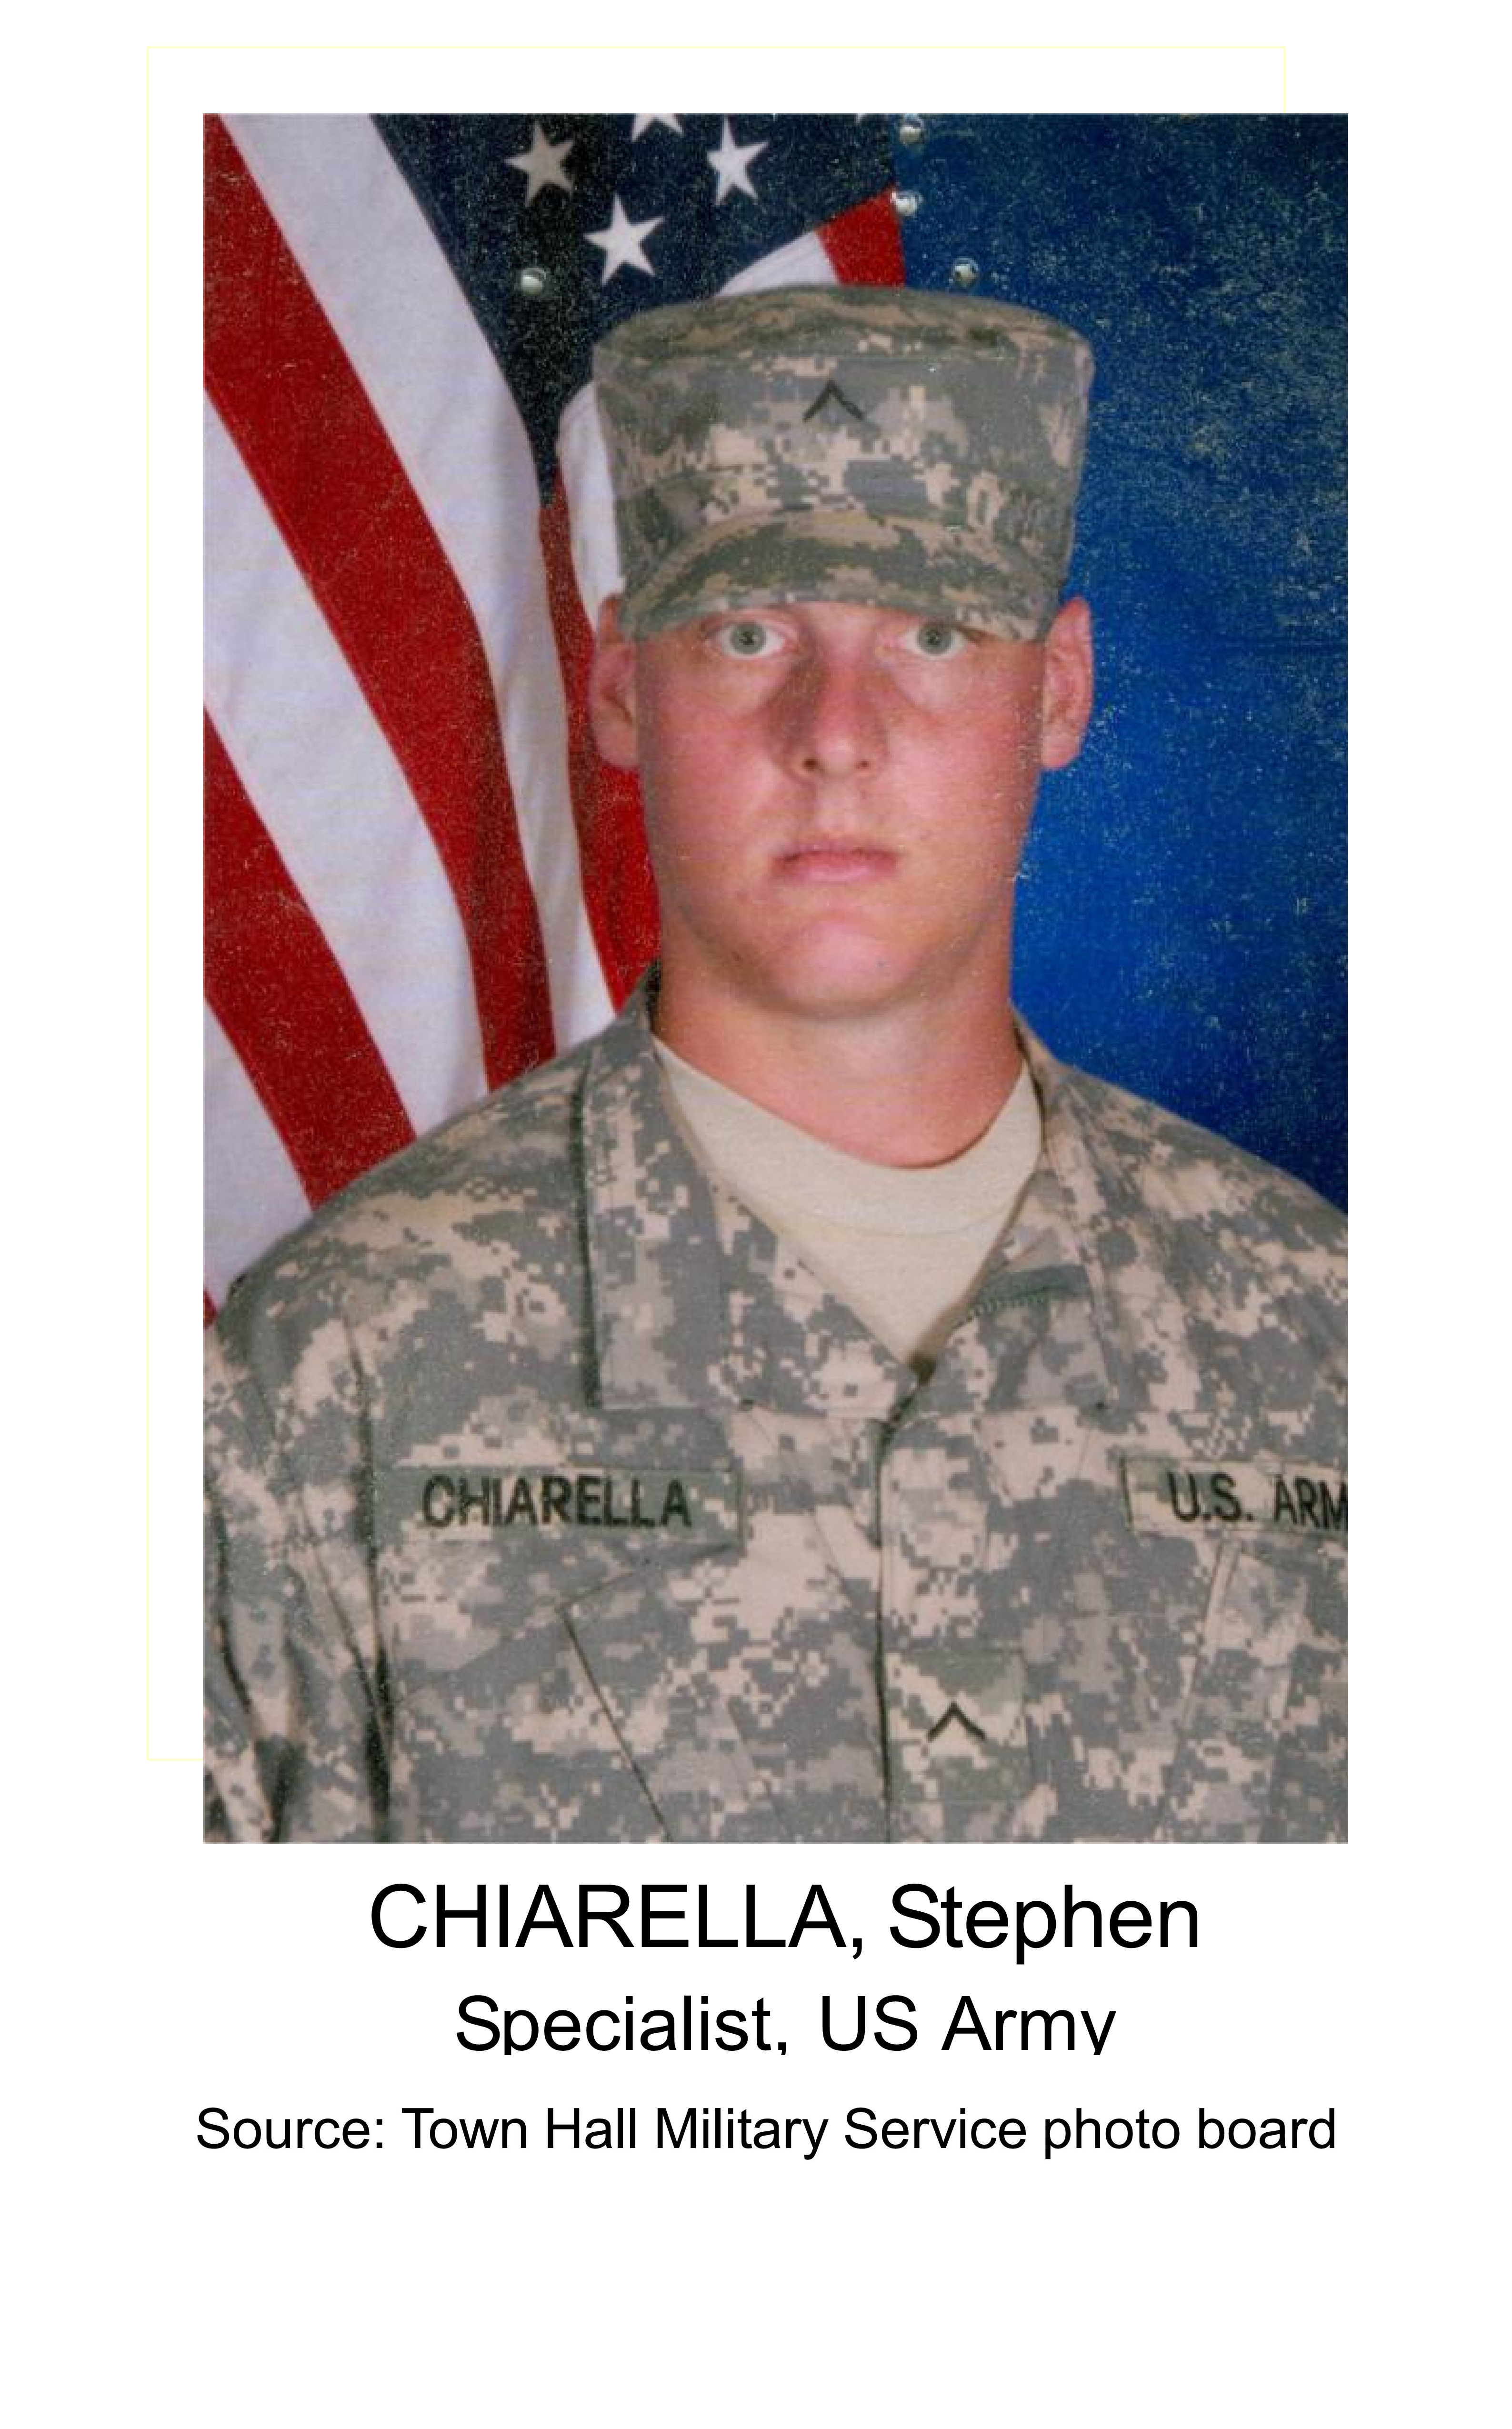 CHIARELLA
U.S. ARM
CHIARELLA, Stephen
Specialist, US Army
Source: Town Hall Military Service photo board